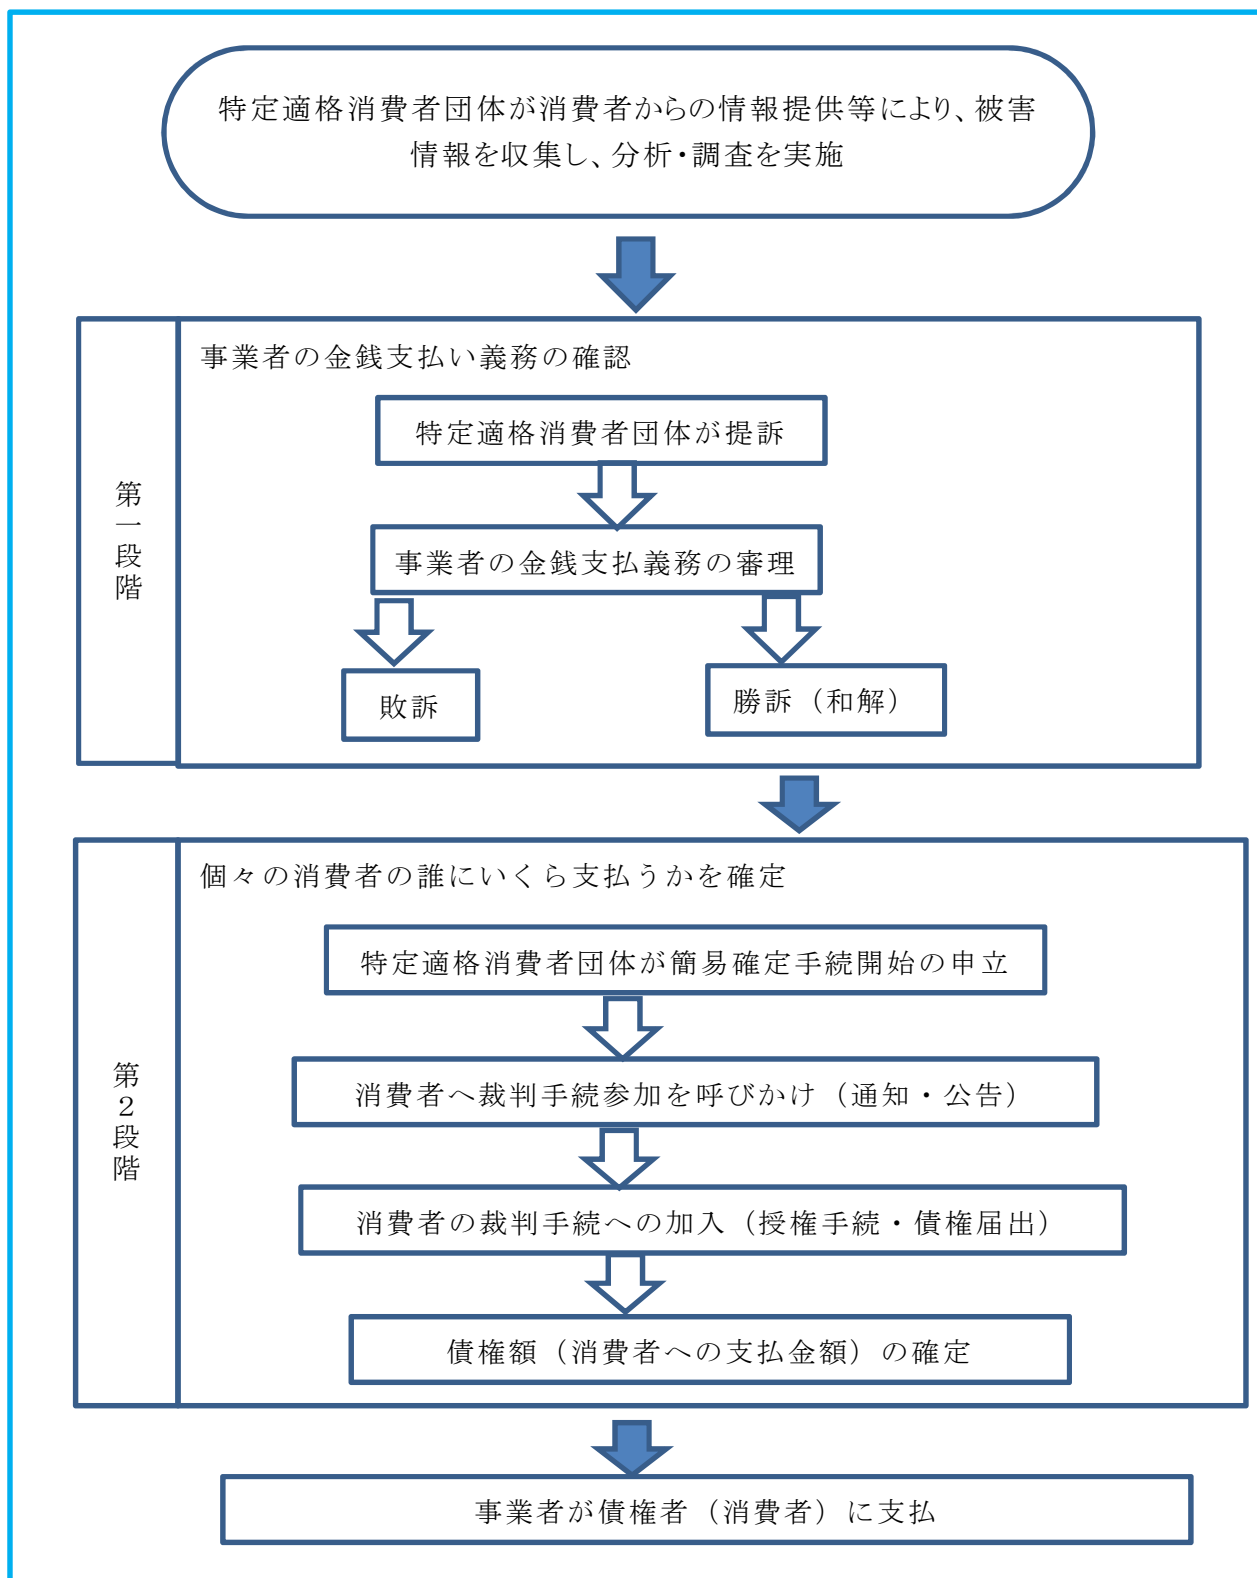 特定適格消費者団体が消費者からの情報提供等により、被害
情報を収集し、分析・調査を実施
第一段階
事業者の金銭支払い義務の確認
特定適格消費者団体が提訴
事業者の金銭支払義務の審理
敗訴
勝訴（和解）
第２段階
個々の消費者の誰にいくら支払うかを確定
特定適格消費者団体が簡易確定手続開始の申立
消費者へ裁判手続参加を呼びかけ（通知・公告）
消費者の裁判手続への加入（授権手続・債権届出）
債権額（消費者への支払金額）の確定
事業者が債権者（消費者）に支払